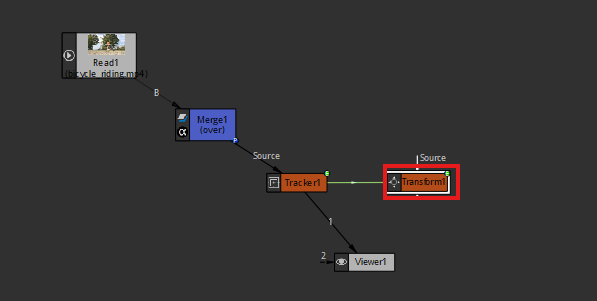 Read1
(bicycle_riding.mp4)
B
Merge1
(over)
P
Source
Source
Tracker1
E
Transform1
E
1
2
Viewer1